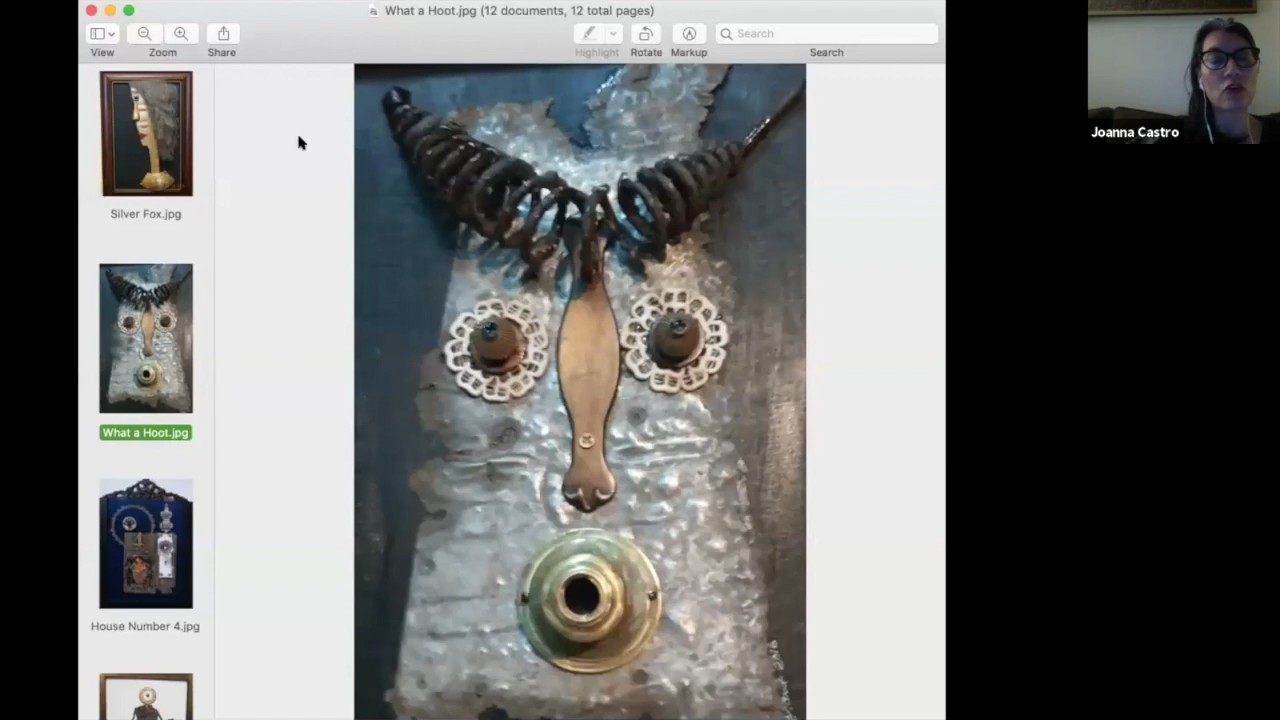 What a Hoot.jpg (12 documents, 12 total pages)
Search
View
Zoom
Share
Highlight
Rotate
Markup
Search
Joanna Castro
Silver Fox.jpg
What a Hoot.jpg
House Number 4.jpg